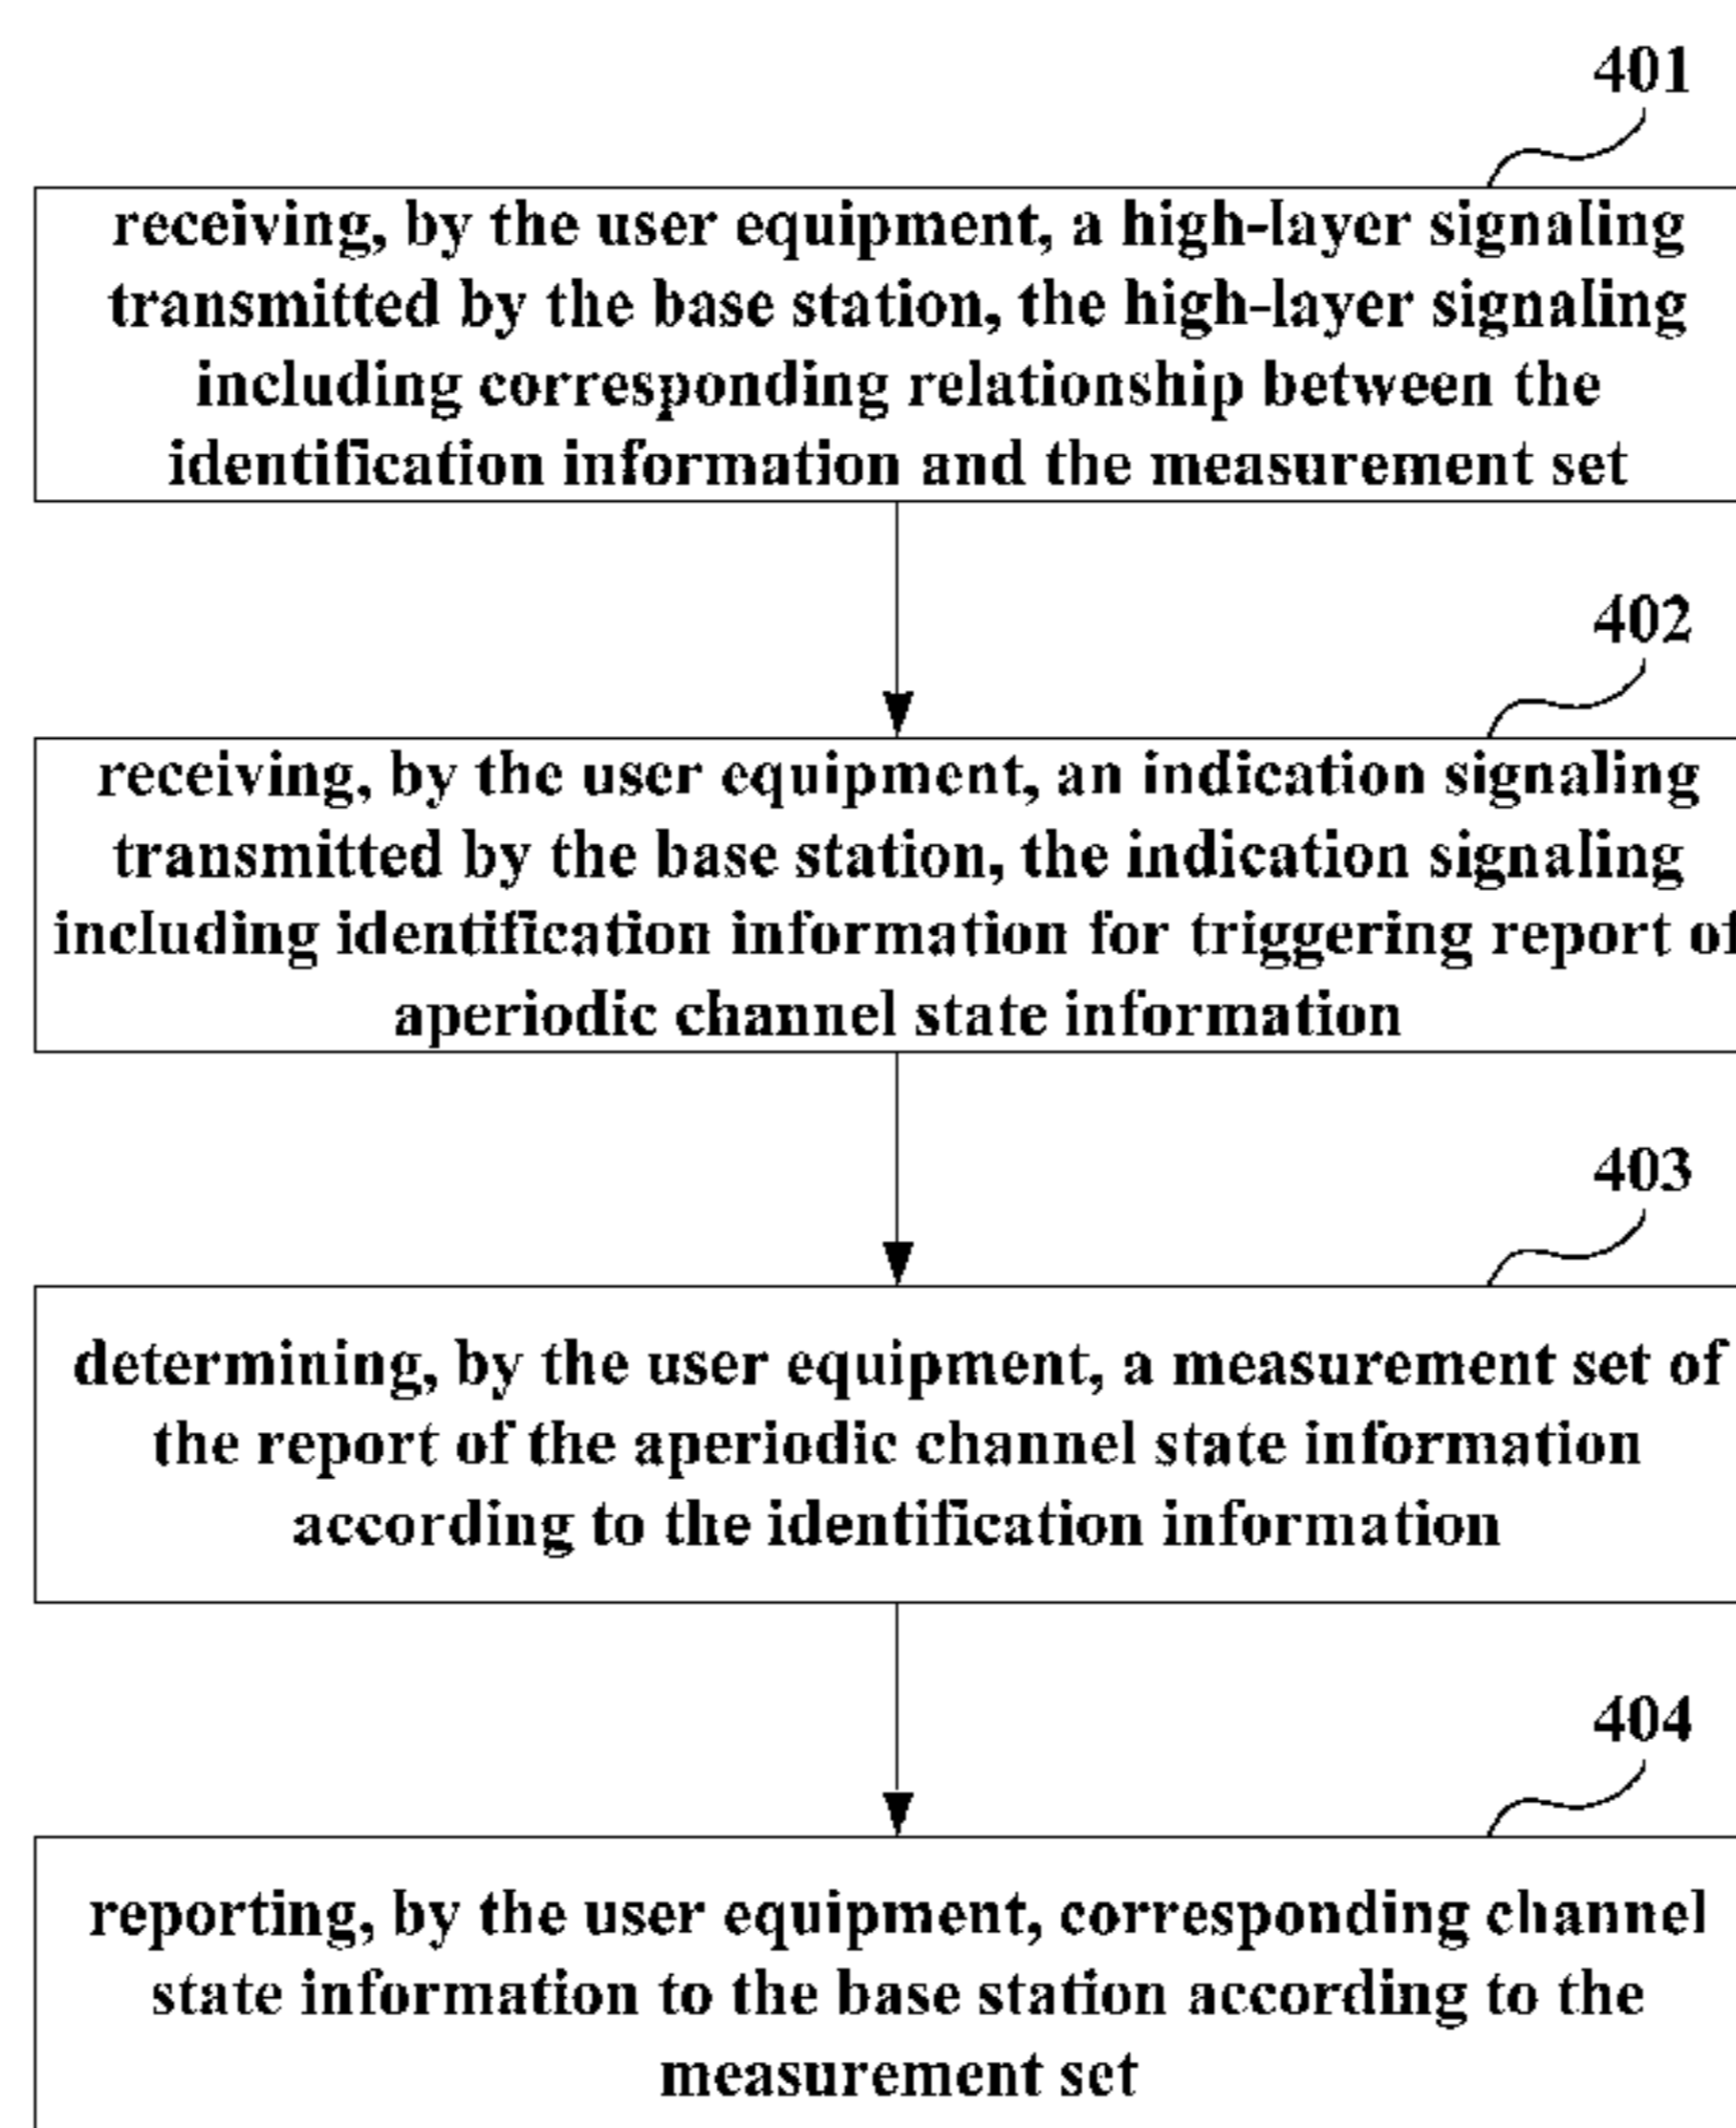 401
receiving, by the user equipment, a high-layer signaling
transmitted by the base station, the high-layer signaling
including corresponding relationship between the
identification information and the measurement set
402
receiving, by the user equipment, an indication signaling
transmitted by the base station, the indication signaling
including identification information for triggering report of
aperiodic channel state information
403
determining, by the user equipment, a measurement set of
the report of the aperiodic channel state information
according to the identification information
404
reporting, by the user equipment, corresponding channel
state information to the base station according to the
measurement set